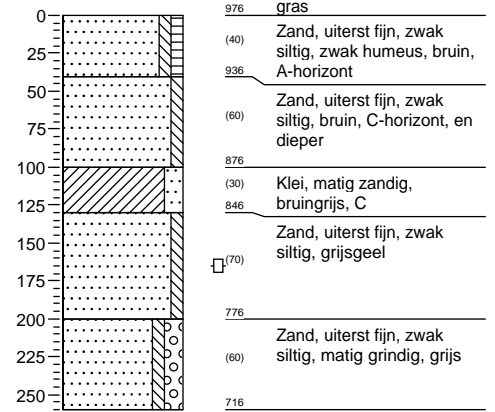 0
25
50
75
100
125
150
175
200
225
250
976
gras
(40)
Zand, uiterst fijn, zwak
siltig, zwak humeus, bruin,
A-horizont
936
(60)
Zand, uiterst fijn, zwak
siltig, bruin, C-horizont, en
dieper
876
(30)
Klei, matig zandig,
bruingrijs, C
846
(70)
Zand, uiterst fijn, zwak
siltig, grijsgeel
776
(60)
Zand, uiterst fijn, zwak
siltig, matig grindig, grijs
716